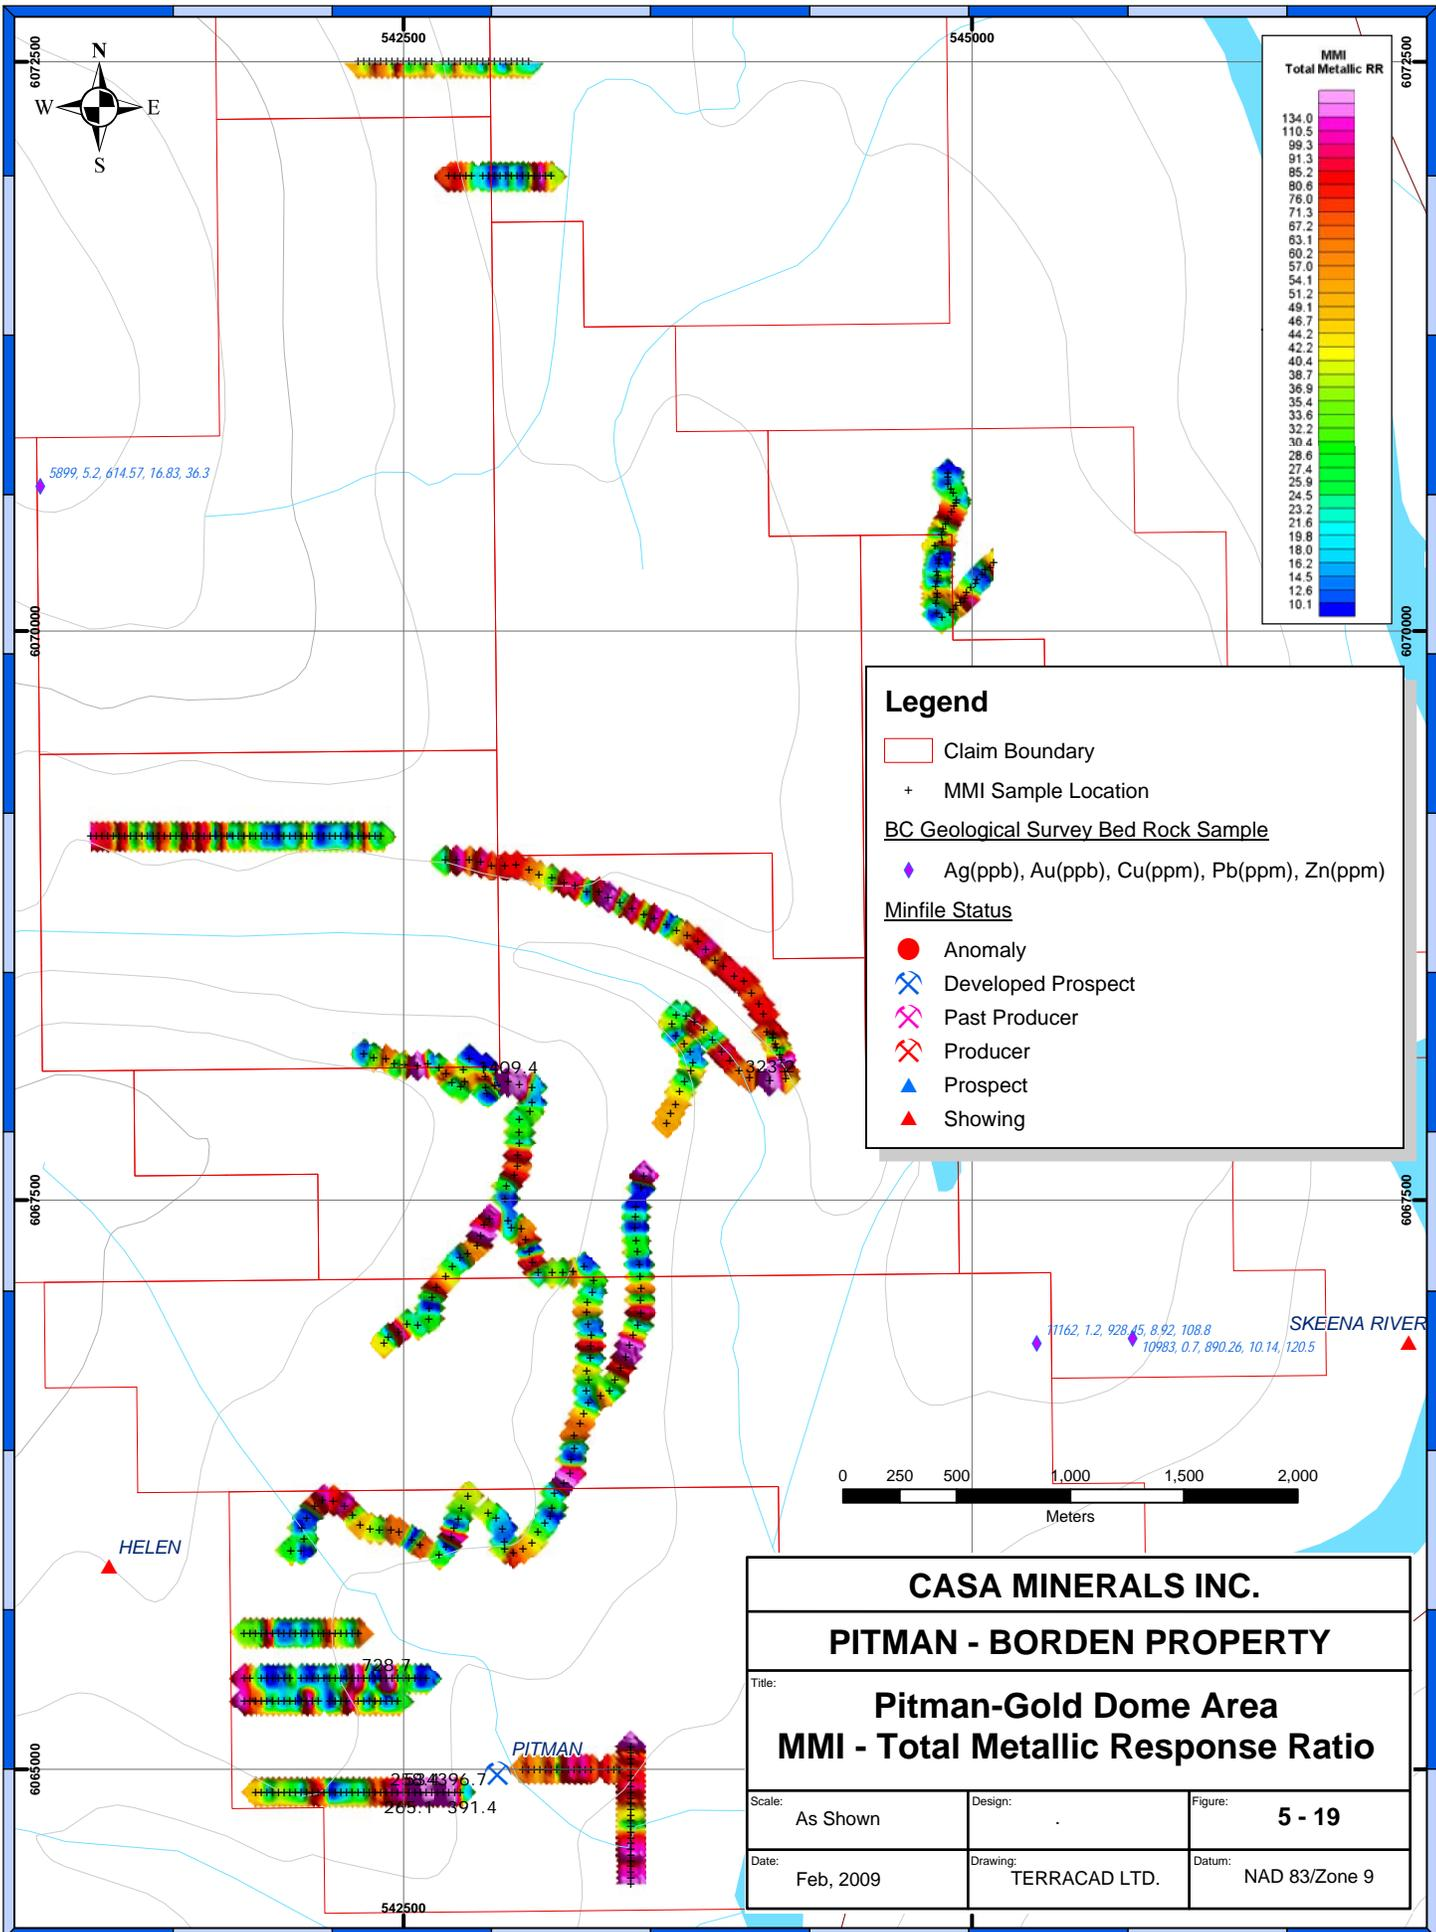 542500
545000
6072500
6072500
N
W
E
S
MMI
Total Metallic RR
134.0
110.5
99.3
91.3
85.2
80.6
76.0
71.3
67.2
63.1
60.2
57.0
54.1
51.2
49.1
46.7
44.2
42.2
40.4
38.7
36.9
35.4
33.6
32.2
30.4
28.6
27.4
25.9
24.5
23.2
21.6
19.8
18.0
16.2
14.5
12.6
10.1
5899, 5.2, 614.57, 16.83, 36.3
6070000
6070000
Legend
Claim Boundary
MMI Sample Location
BC Geological Survey Bed Rock Sample
Ag(ppb), Au(ppb), Cu(ppm), Pb(ppm), Zn(ppm)
Minfile Status
Anomaly
Developed Prospect
Past Producer
Producer
Prospect
Showing
1409.4
6067500
6067500
11162, 1.2, 928.45, 8.92, 108.8
10983, 0.7, 890.26, 10.14, 120.5
SKEENA RIVER
0 250 500 1,000 1,500 2,000
Meters
HELEN
728.7
PITMAN
396.7
265.1 391.4
6065000
542500
CASA MINERALS INC.
PITMAN - BORDEN PROPERTY
Title:
Pitman-Gold Dome Area
MMI - Total Metallic Response Ratio
Scale:
As Shown
Design:
.
Figure:
5 - 19
Date:
Feb, 2009
Drawing:
TERRACAD LTD.
Datum:
NAD 83/Zone 9